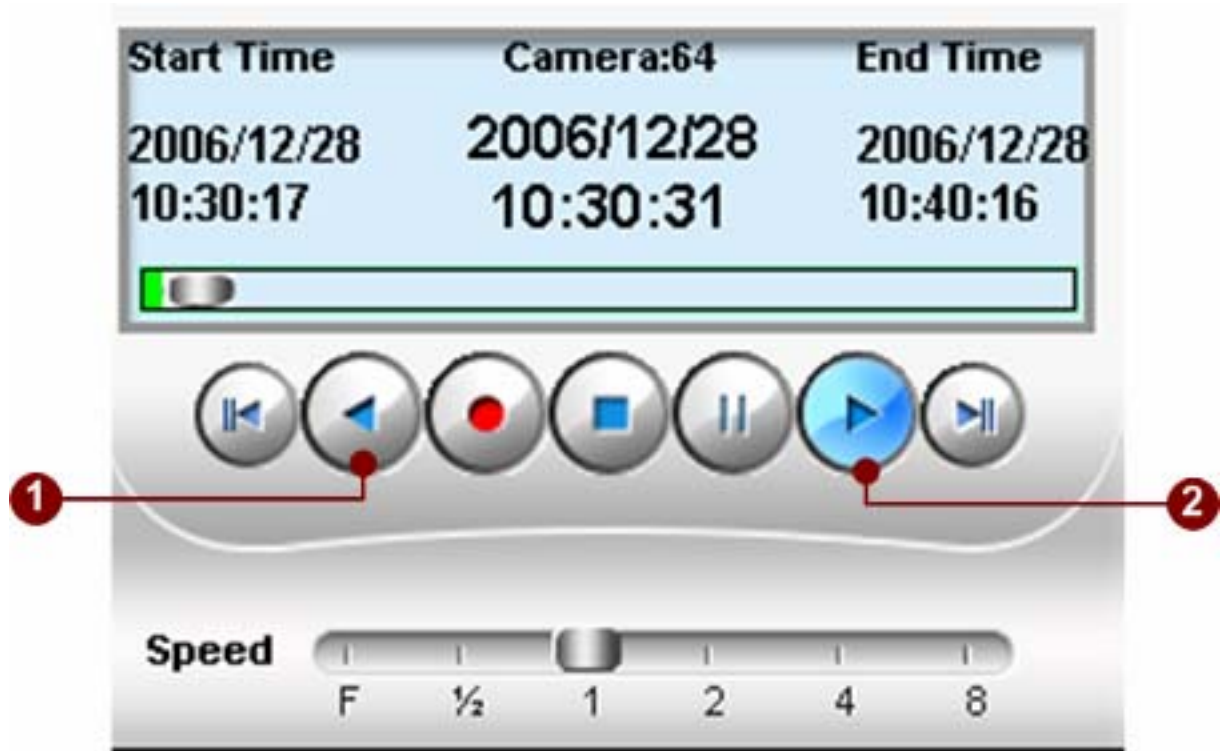 Start Time Camera:64 End Time
2006/12/28 2006/12/28 2006/12/28
10:30:17 10:30:31 10:40:16
1 2
Speed
F ½ 1 2 4 8